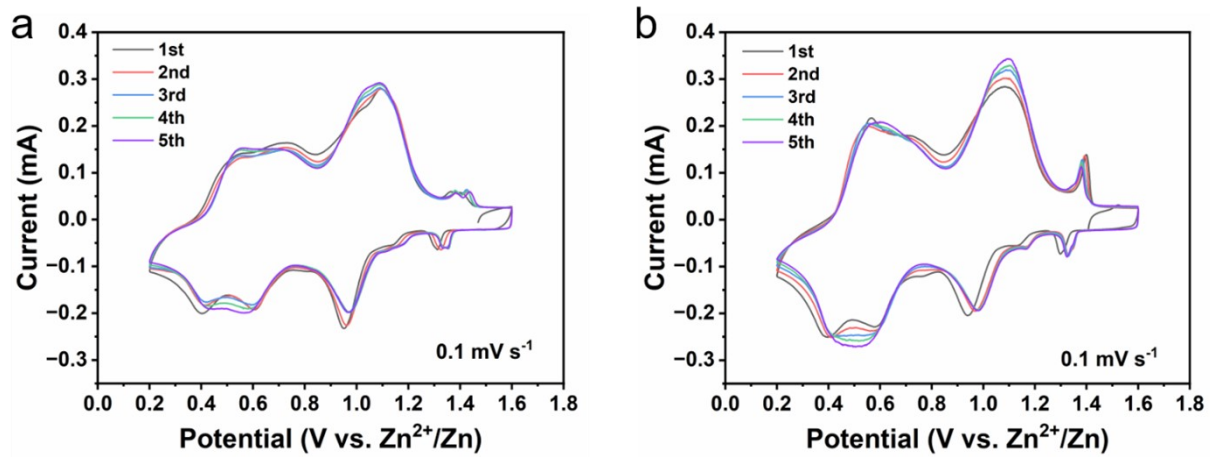 a
0.4
0.3
0.2
0.1
0.0
−0.1
−0.2
−0.3
Current (mA)
1st
2nd
3rd
4th
5th
0.1 mV s⁻¹
0.0 0.2 0.4 0.6 0.8 1.0 1.2 1.4 1.6 1.8
Potential (V vs. Zn²⁺/Zn)
b
0.4
0.3
0.2
0.1
0.0
−0.1
−0.2
−0.3
Current (mA)
1st
2nd
3rd
4th
5th
0.1 mV s⁻¹
0.0 0.2 0.4 0.6 0.8 1.0 1.2 1.4 1.6 1.8
Potential (V vs. Zn²⁺/Zn)